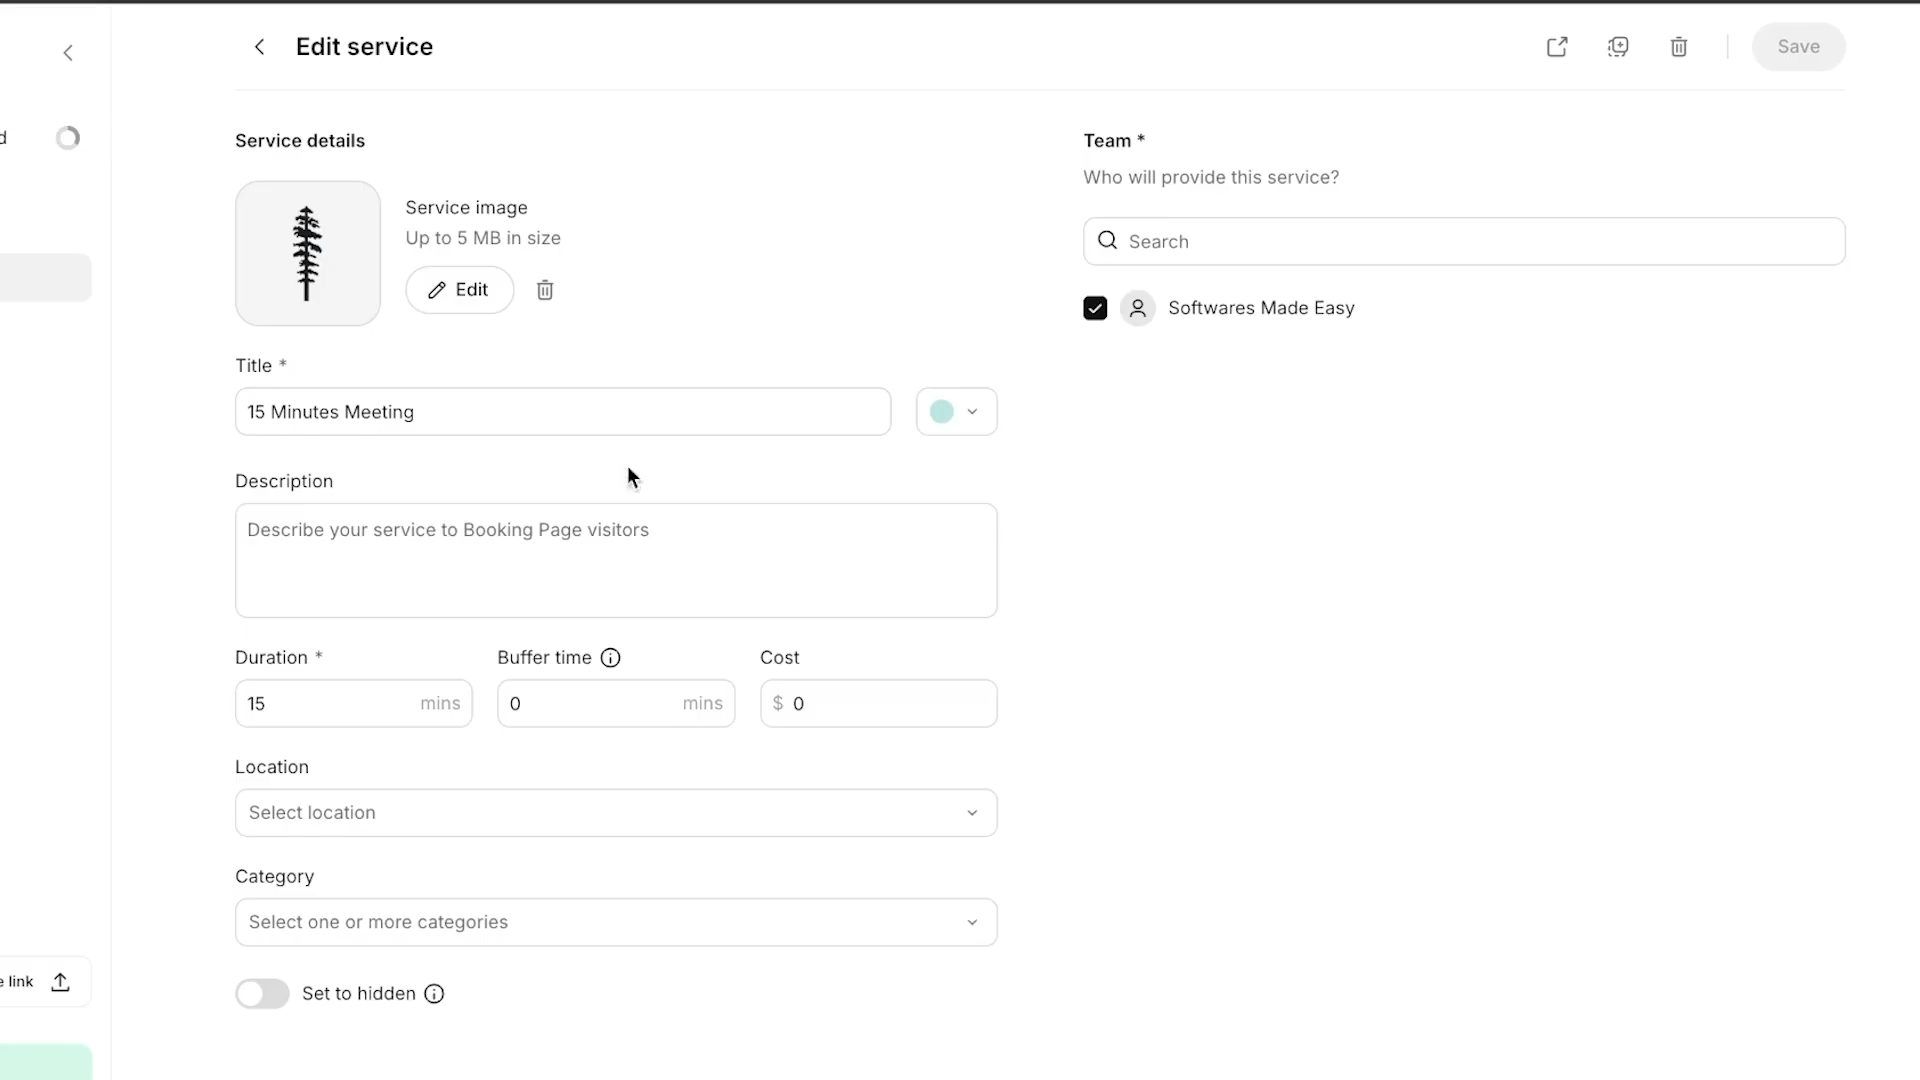 Edit service
Save
d
Service details
Service image
Up to 5 MB in size
Edit
Title *
15 Minutes Meeting
Description
Describe your service to Booking Page visitors
Duration *
Buffer time
Cost
15 mins
0 mins
$ 0
Location
Select location
Category
Select one or more categories
Set to hidden
e link
Team *
Who will provide this service?
Search
Softwares Made Easy